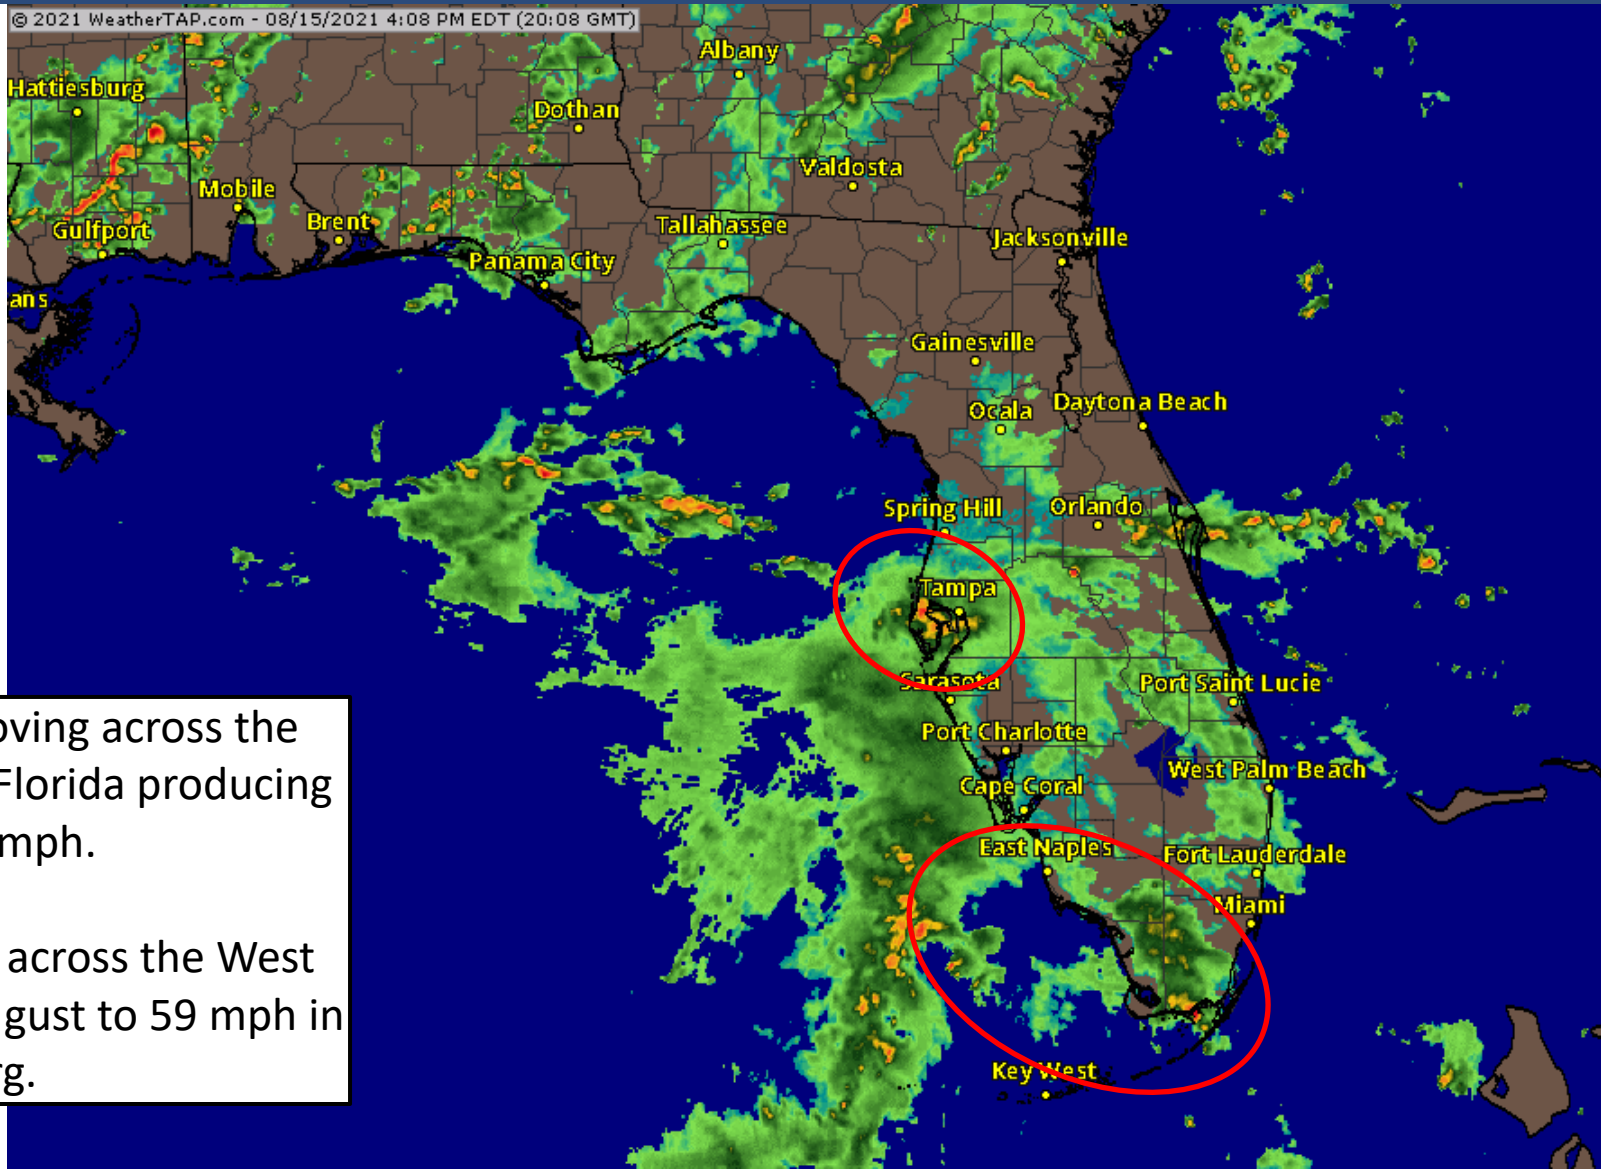 © 2021 WeatherTAP.com - 08/15/2021 4:08 PM EDT (20:08 GMT)
Albany
Hattiesburg
Dothan
Valdosta
Mobile
Brent
Tallahassee
Gulfport
Jacksonville
Panama City
ans
Gainesville
Ocala
Daytona Beach
Spring Hill
Orlando
Tampa
Sarasota
Port Saint Lucie
Port Charlotte
West Palm Beach
Cape Coral
East Naples
Fort Lauderdale
Miami
Key West
oving across the
Florida producing
mph.
across the West
gust to 59 mph in
rg.